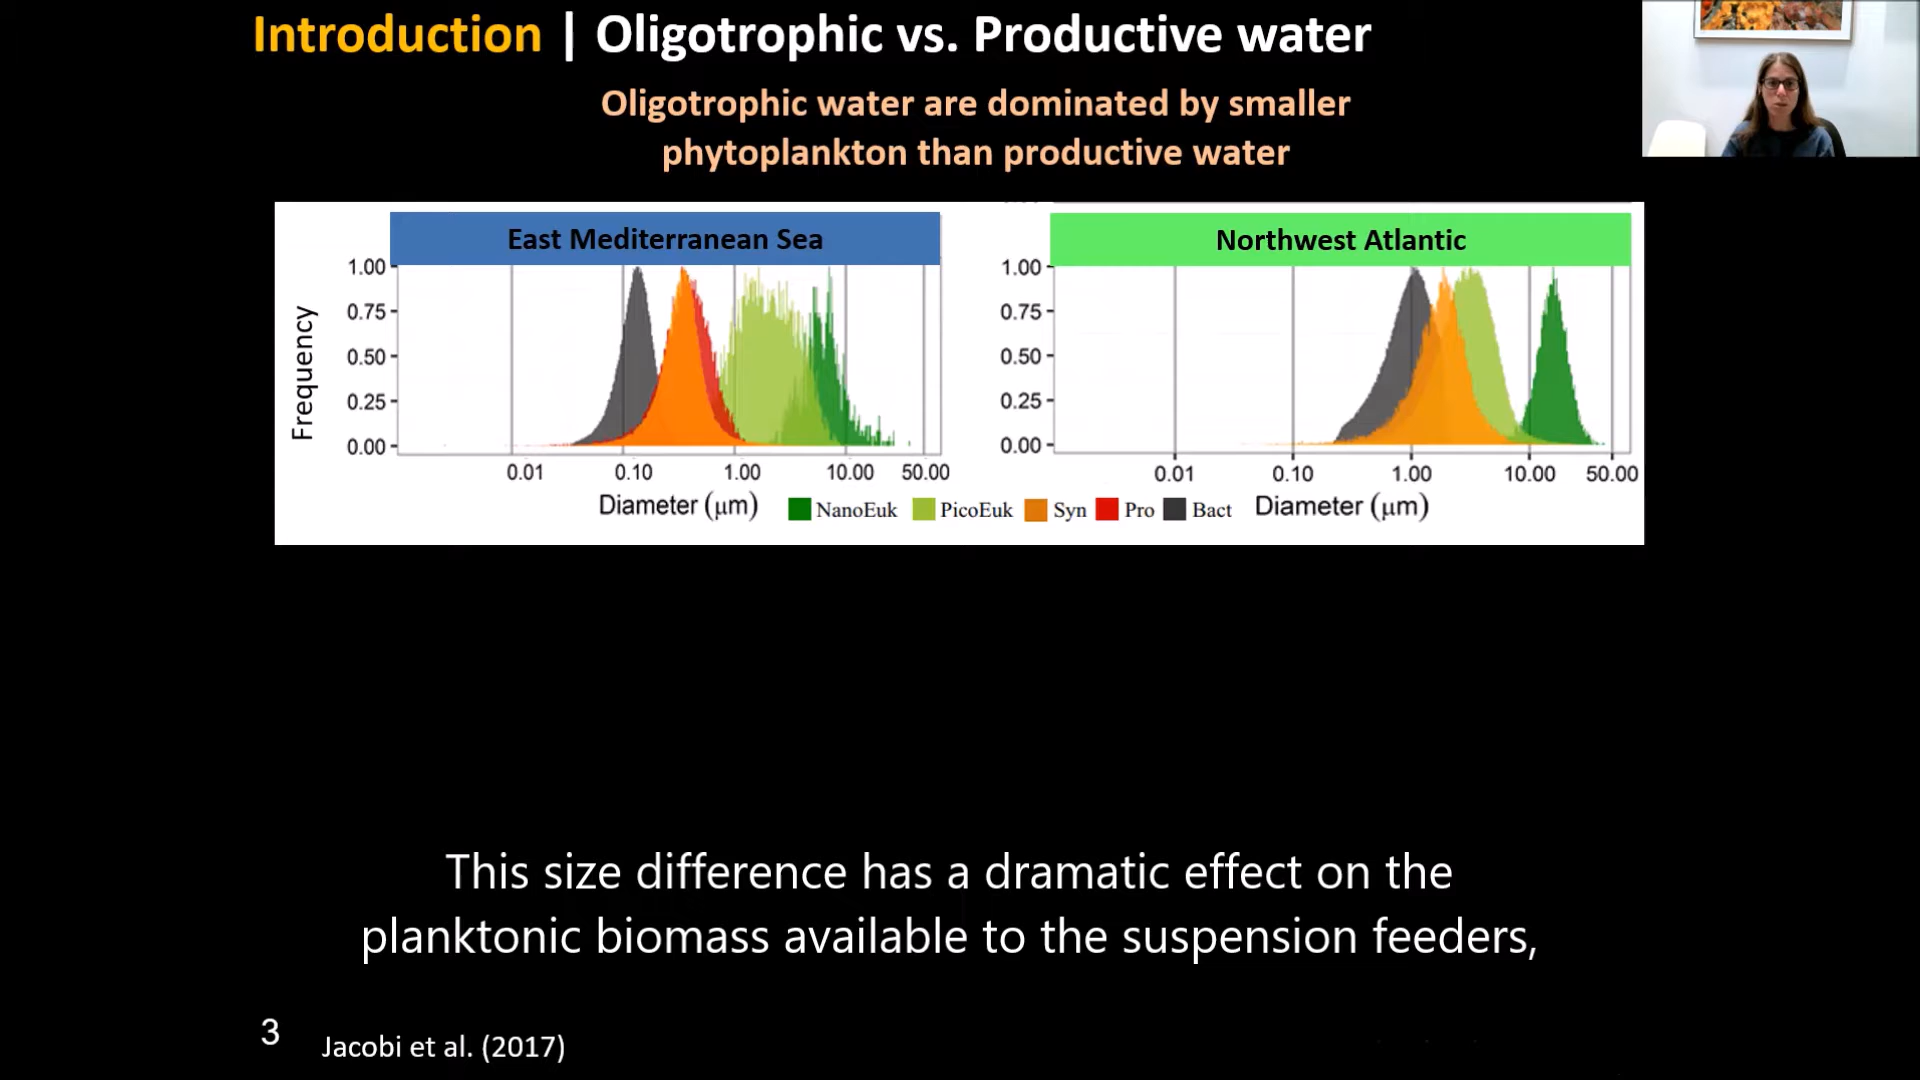 Introduction | Oligotrophic vs. Productive water
Oligotrophic water are dominated by smaller
phytoplankton than productive water
East Mediterranean Sea
Northwest Atlantic
Frequency
1.00
0.75
0.50
0.25
0.00
1.00
0.75
0.50
0.25
0.00
0.01 0.10 1.00 10.00 50.00
0.01 0.10 1.00 10.00 50.00
Diameter (μm)
NanoEuk PicoEuk Syn Pro Bact
Diameter (μm)
This size difference has a dramatic effect on the
planktonic biomass available to the suspension feeders,
3
Jacobi et al. (2017)